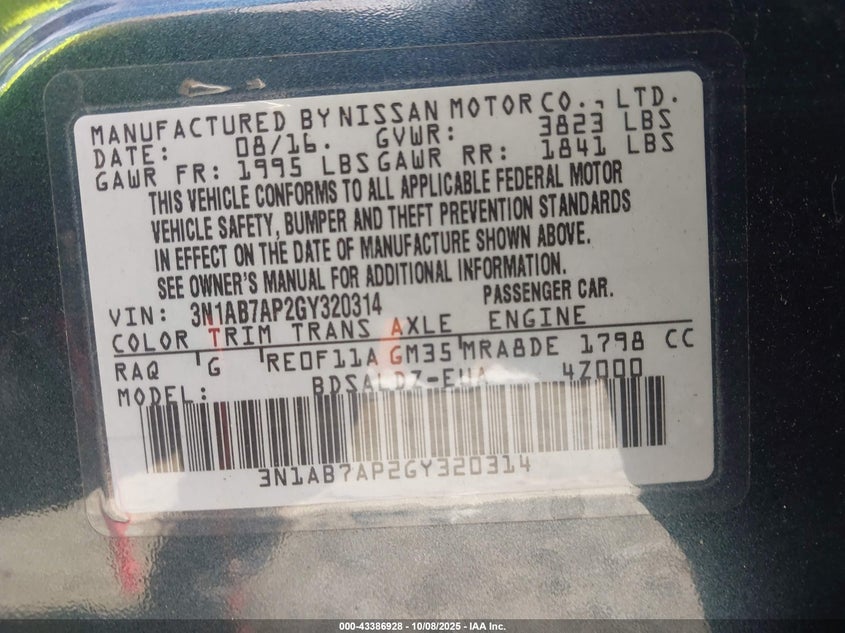 MANUFACTURED BY NISSAN MOTOR CO., LTD.
DATE: 08/16. GVWR: 3823 LBS
GAWR FR: 1995 LBS GAWR RR: 1841 LBS
THIS VEHICLE CONFORMS TO ALL APPLICABLE FEDERAL MOTOR
VEHICLE SAFETY, BUMPER AND THEFT PREVENTION STANDARDS
IN EFFECT ON THE DATE OF MANUFACTURE SHOWN ABOVE.
SEE OWNER'S MANUAL FOR ADDITIONAL INFORMATION.
VIN: 3N1AB7AP2GY320314 PASSENGER CAR.
COLOR TRIM TRANS AXLE ENGINE
RAQ G RE0F11A GM35 MRA8DE 1798 CC
MODEL: BDSALDZ-EUA 4Z000
3N1AB7AP2GY320314
000-43386928 - 10/08/2025 - IAA Inc.